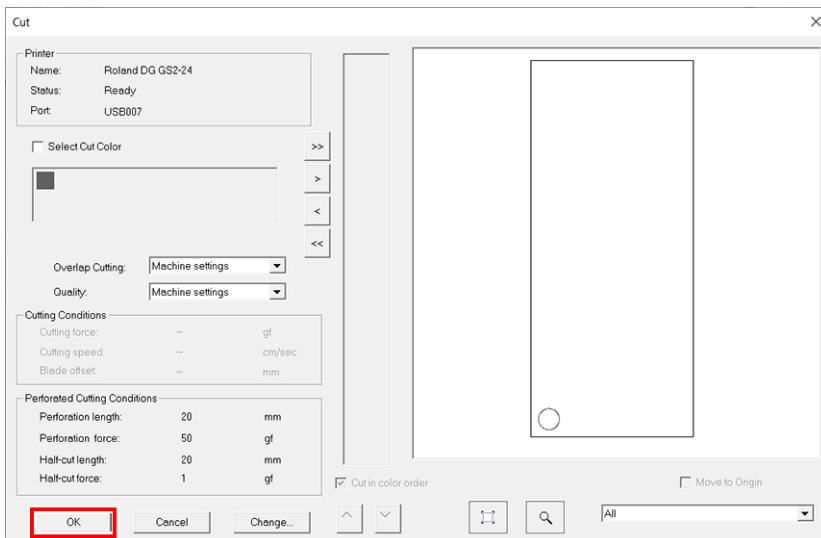 Cut
Printer
Name: Roland DG GS2-24
Status: Ready
Port: USB007
Select Cut Color
>>
>
<
<<
Overlap Cutting: Machine settings
Quality: Machine settings
Cutting Conditions
Cutting force: -- gf
Cutting speed: -- cm/sec
Blade offset: -- mm
Perforated Cutting Conditions
Perforation length: 20 mm
Perforation force: 50 gf
Half-cut length: 20 mm
Half-cut force: 1 gf
Cut in color order
Move to Origin
OK Cancel Change...
All